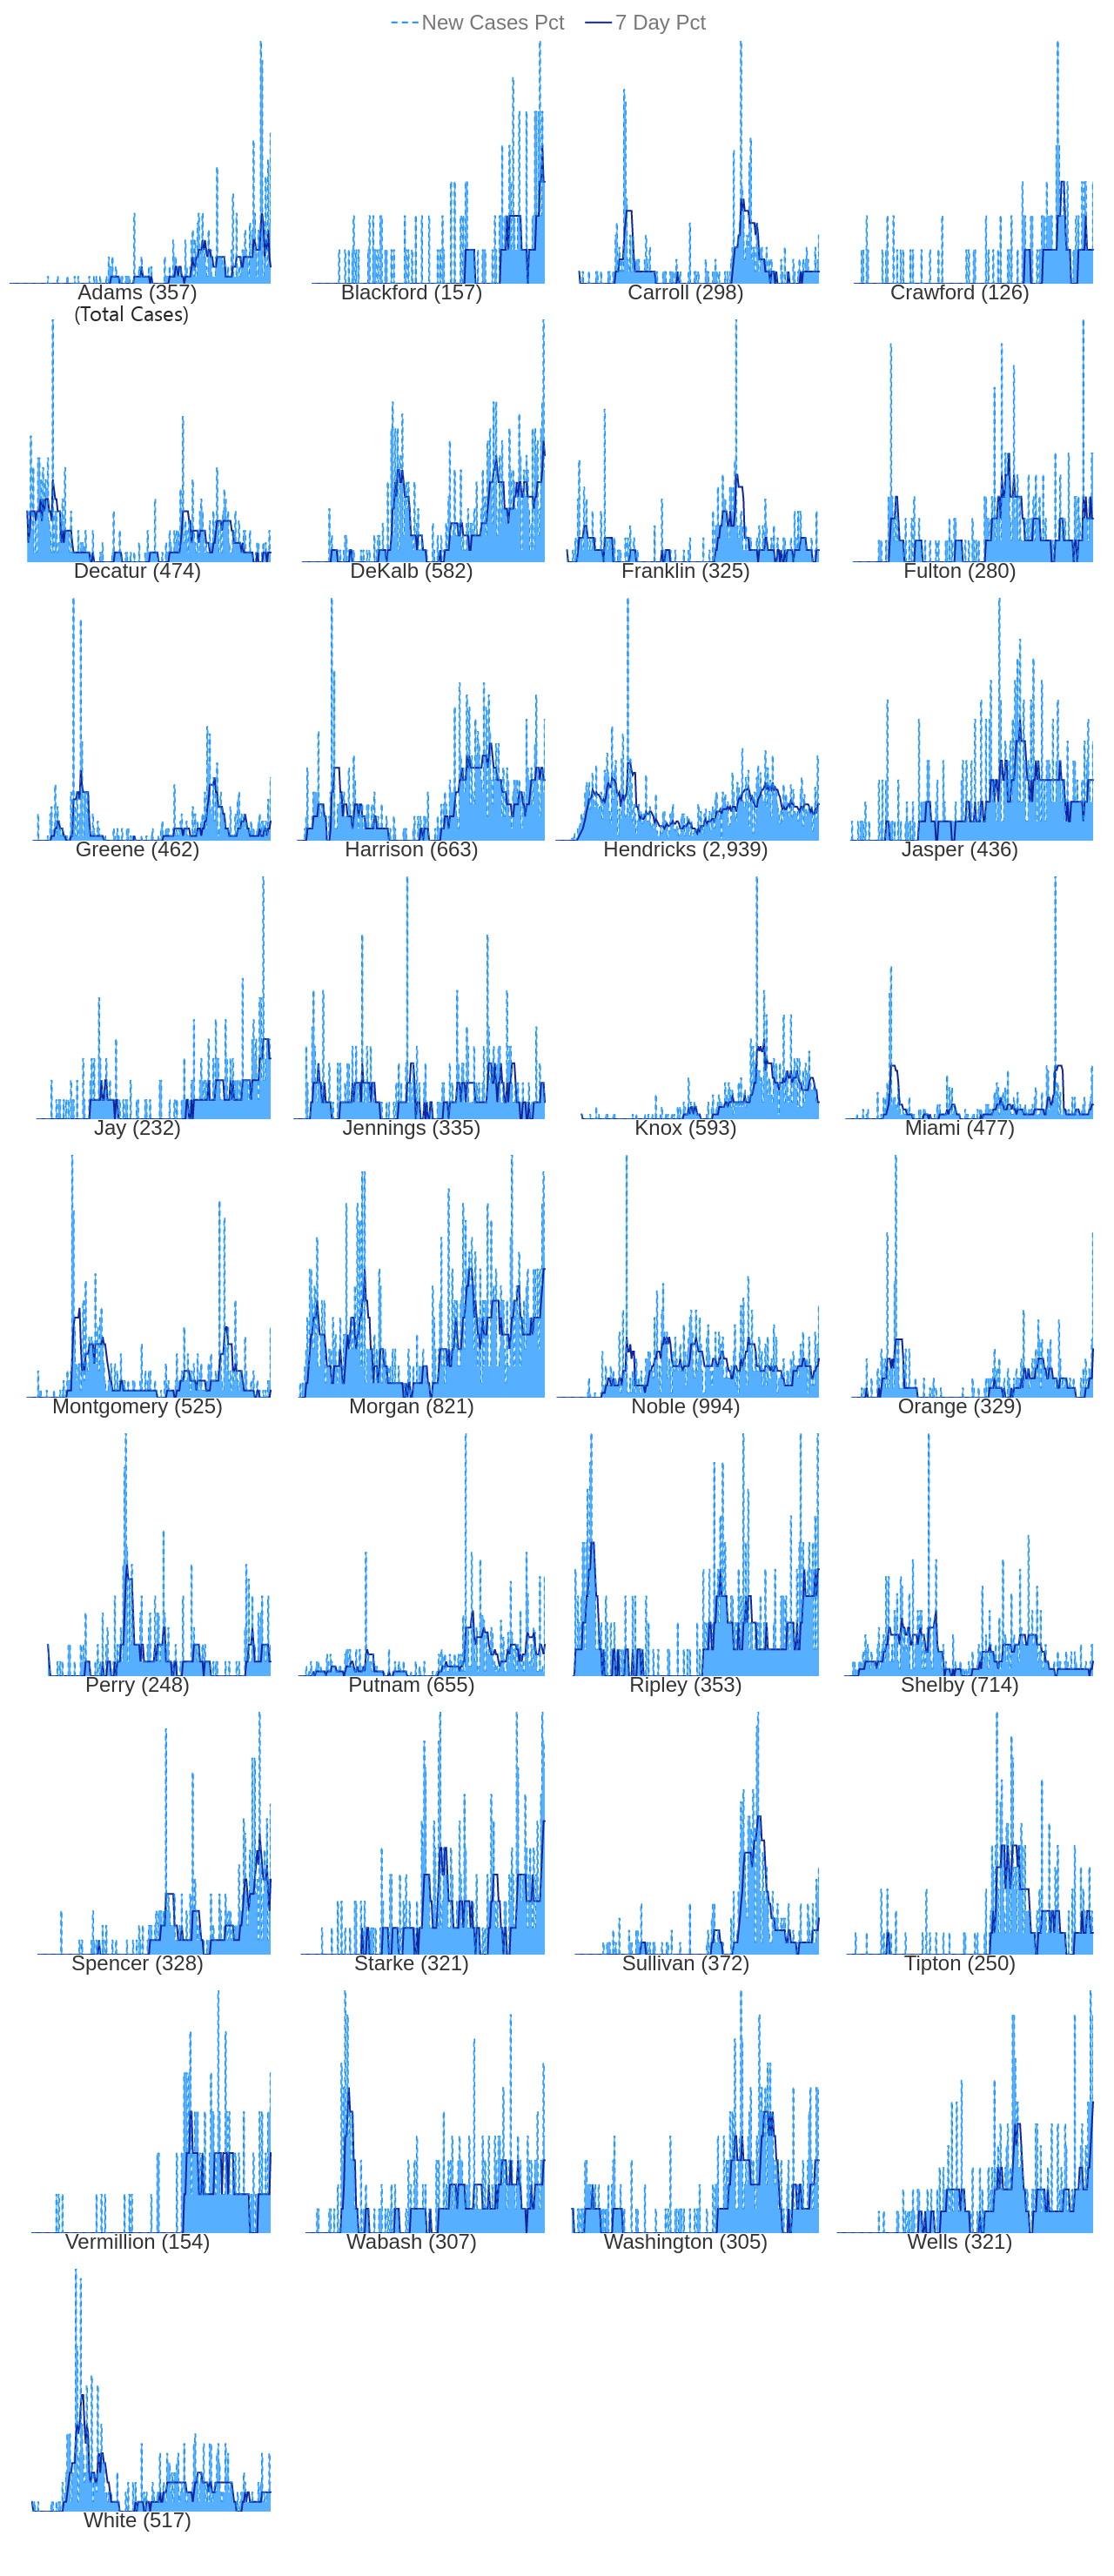 New Cases Pct 7 Day Pct
Adams (357) Blackford (157) Carroll (298) Crawford (126)
(Total Cases)
Decatur (474) DeKalb (582) Franklin (325) Fulton (280)
Greene (462) Harrison (663) Hendricks (2,939) Jasper (436)
Jay (232) Jennings (335) Knox (593) Miami (477)
Montgomery (525) Morgan (821) Noble (994) Orange (329)
Perry (248) Putnam (655) Ripley (353) Shelby (714)
Spencer (328) Starke (321) Sullivan (372) Tipton (250)
Vermillion (154) Wabash (307) Washington (305) Wells (321)
White (517)